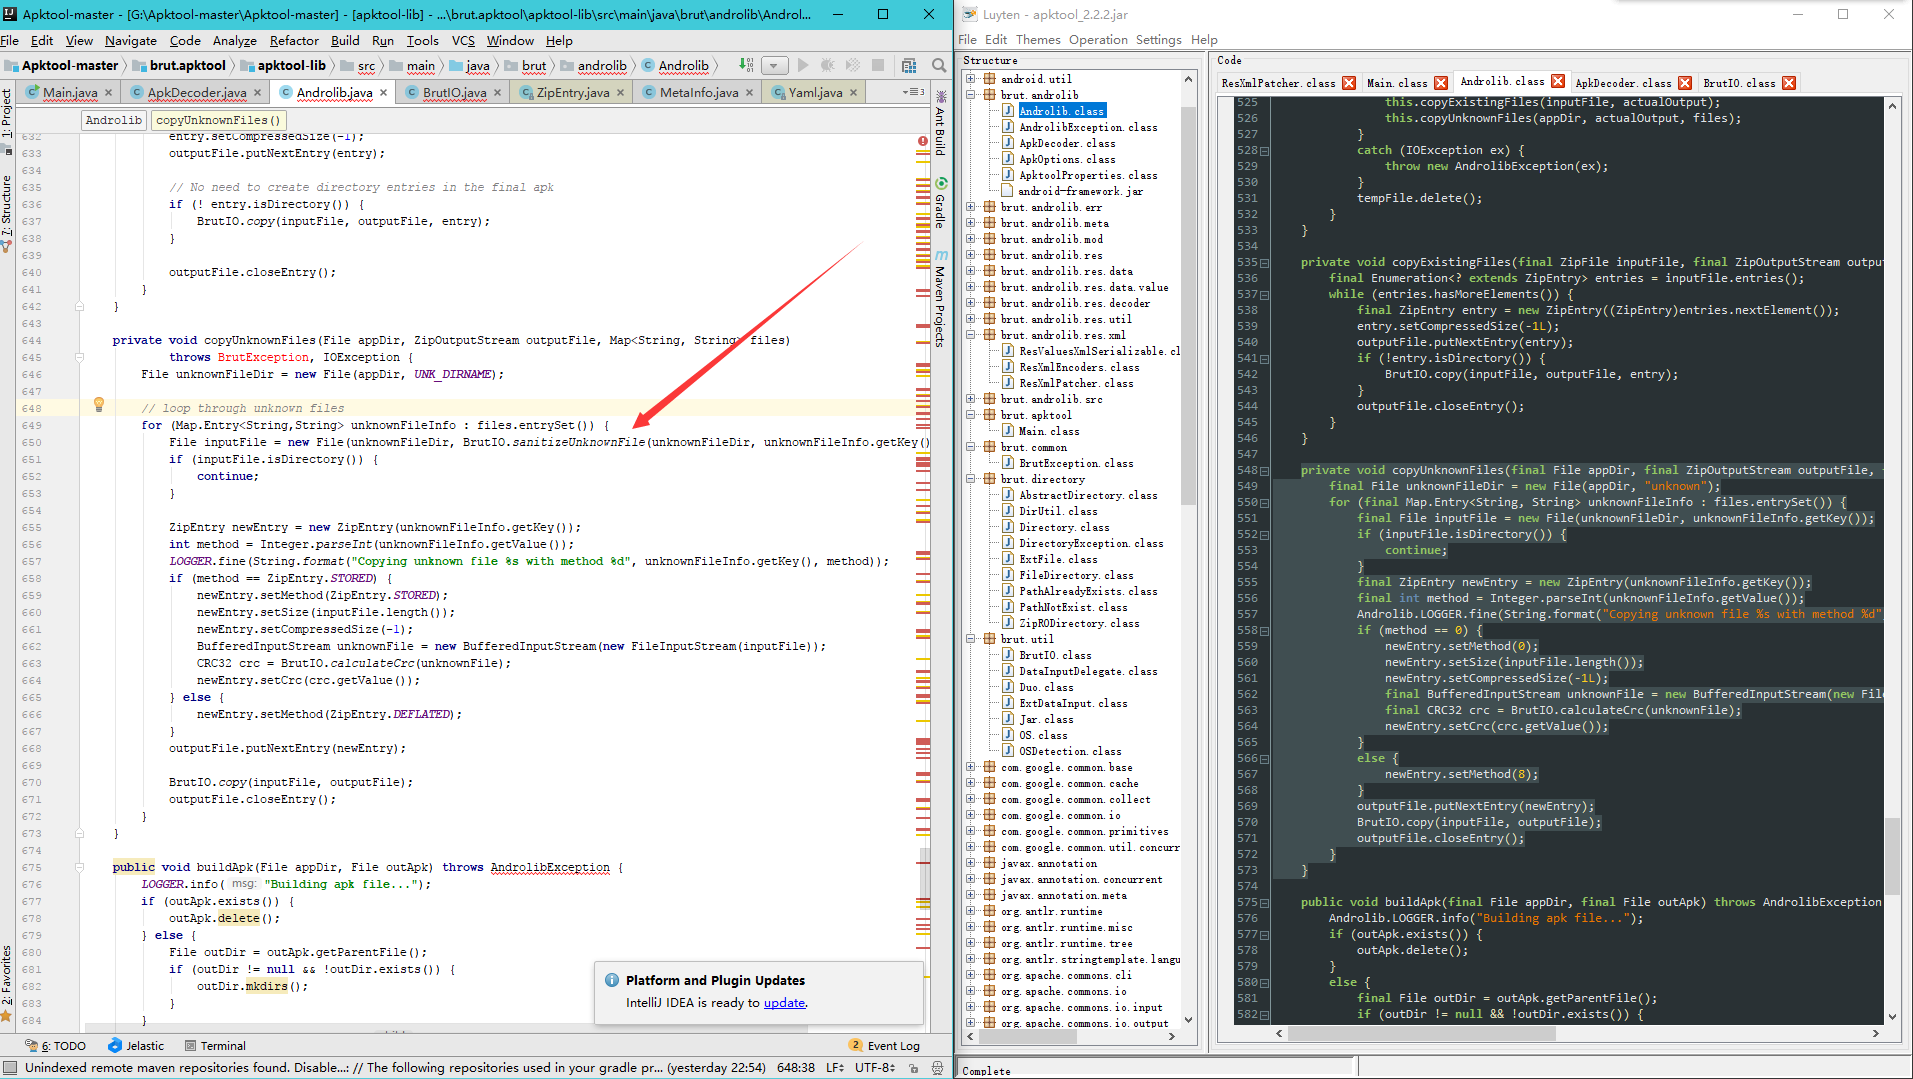 Apktool-master - [G:\Apktool-master\Apktool-master] - [apktool-lib] - ...\brut.apktool\apktool-lib\src\main\java\brut\androlib\Andro...
File Edit View Navigate Code Analyze Refactor Build Run Tools VCS Window Help
Apktool-master brut.apktool apktool-lib src main java brut androlib Androlib
Main.java ApkDecoder.java Androlib.java BrutIO.java ZipEntry.java MetaInfo.java Yaml.java
Androlib copyUnknownFiles()
1: Project
7: Structure
2: Favorites
632 entry.setCompressedSize(-1);
633 outputFile.putNextEntry(entry);
634
635 // No need to create directory entries in the final apk
636 if (! entry.isDirectory()) {
637 BrutIO.copy(inputFile, outputFile, entry);
638 }
639
640 outputFile.closeEntry();
641 }
642 }
643
644 private void copyUnknownFiles(File appDir, ZipOutputStream outputFile, Map<String, String> files)
645 throws BrutException, IOException {
646 File unknownFileDir = new File(appDir, UNK_DIRNAME);
647
648 // loop through unknown files
649 for (Map.Entry<String,String> unknownFileInfo : files.entrySet()) {
650 File inputFile = new File(unknownFileDir, BrutIO.sanitizeUnknownFile(unknownFileDir, unknownFileInfo.getKey()
651 if (inputFile.isDirectory()) {
652 continue;
653 }
654
655 ZipEntry newEntry = new ZipEntry(unknownFileInfo.getKey());
656 int method = Integer.parseInt(unknownFileInfo.getValue());
657 LOGGER.fine(String.format("Copying unknown file %s with method %d", unknownFileInfo.getKey(), method));
658 if (method == ZipEntry.STORED) {
659 newEntry.setMethod(ZipEntry.STORED);
660 newEntry.setSize(inputFile.length());
661 newEntry.setCompressedSize(-1);
662 BufferedInputStream unknownFile = new BufferedInputStream(new FileInputStream(inputFile));
663 CRC32 crc = BrutIO.calculateCrc(unknownFile);
664 newEntry.setCrc(crc.getValue());
665 } else {
666 newEntry.setMethod(ZipEntry.DEFLATED);
667 }
668 outputFile.putNextEntry(newEntry);
669
670 BrutIO.copy(inputFile, outputFile);
671 outputFile.closeEntry();
672 }
673 }
674
675 public void buildApk(File appDir, File outApk) throws AndrolibException {
676 LOGGER.info( msg: "Building apk file...");
677 if (outApk.exists()) {
678 outApk.delete();
679 } else {
680 File outDir = outApk.getParentFile();
681 if (outDir != null && !outDir.exists()) {
682 outDir.mkdirs();
683 }
684 }
Ant Build
Gradle
Maven Projects
Platform and Plugin Updates
IntelliJ IDEA is ready to update.
6: TODO Jelastic Terminal 2 Event Log
Unindexed remote maven repositories found. Disable...: // The following repositories used in your gradle pr... (yesterday 22:54) 648:38 LF UTF-8
Luyten - apktool_2.2.2.jar
File Edit Themes Operation Settings Help
Structure
android.util
brut.androlib
Androlib.class
AndrolibException.class
ApkDecoder.class
ApkOptions.class
ApktoolProperties.class
android-framework.jar
brut.androlib.err
brut.androlib.meta
brut.androlib.mod
brut.androlib.res
brut.androlib.res.data
brut.androlib.res.data.value
brut.androlib.res.decoder
brut.androlib.res.util
brut.androlib.res.xml
ResValuesXmlSerializable.cl
ResXmlEncoders.class
ResXmlPatcher.class
brut.androlib.src
brut.apktool
Main.class
brut.common
BrutException.class
brut.directory
AbstractDirectory.class
DirUtil.class
Directory.class
DirectoryException.class
ExtFile.class
FileDirectory.class
PathAlreadyExists.class
PathNotExist.class
ZipRODirectory.class
brut.util
BrutIO.class
DataInputDelegate.class
Duo.class
ExtDataInput.class
Jar.class
OS.class
OSDetection.class
com.google.common.base
com.google.common.cache
com.google.common.collect
com.google.common.io
com.google.common.primitives
com.google.common.util.concurr
javax.annotation
javax.annotation.concurrent
javax.annotation.meta
org.antlr.runtime
org.antlr.runtime.misc
org.antlr.runtime.tree
org.antlr.stringtemplate.langu
org.apache.commons.cli
org.apache.commons.io
org.apache.commons.io.input
org.apache.commons.io.output
Code
ResXmlPatcher.class Main.class Androlib.class ApkDecoder.class BrutIO.class
525 this.copyExistingFiles(inputFile, actualOutput);
526 this.copyUnknownFiles(appDir, actualOutput, files);
527 }
528 catch (IOException ex) {
529 throw new AndrolibException(ex);
530 }
531 tempFile.delete();
532 }
533 }
534
535 private void copyExistingFiles(final ZipFile inputFile, final ZipOutputStream outpu
536 final Enumeration<? extends ZipEntry> entries = inputFile.entries();
537 while (entries.hasMoreElements()) {
538 final ZipEntry entry = new ZipEntry((ZipEntry)entries.nextElement());
539 entry.setCompressedSize(-1L);
540 outputFile.putNextEntry(entry);
541 if (!entry.isDirectory()) {
542 BrutIO.copy(inputFile, outputFile, entry);
543 }
544 outputFile.closeEntry();
545 }
546 }
547
548 private void copyUnknownFiles(final File appDir, final ZipOutputStream outputFile,
549 final File unknownFileDir = new File(appDir, "unknown");
550 for (final Map.Entry<String, String> unknownFileInfo : files.entrySet()) {
551 final File inputFile = new File(unknownFileDir, unknownFileInfo.getKey());
552 if (inputFile.isDirectory()) {
553 continue;
554 }
555 final ZipEntry newEntry = new ZipEntry(unknownFileInfo.getKey());
556 final int method = Integer.parseInt(unknownFileInfo.getValue());
557 Androlib.LOGGER.fine(String.format("Copying unknown file %s with method %d"
558 if (method == 0) {
559 newEntry.setMethod(0);
560 newEntry.setSize(inputFile.length());
561 newEntry.setCompressedSize(-1L);
562 final BufferedInputStream unknownFile = new BufferedInputStream(new File
563 final CRC32 crc = BrutIO.calculateCrc(unknownFile);
564 newEntry.setCrc(crc.getValue());
565 }
566 else {
567 newEntry.setMethod(8);
568 }
569 outputFile.putNextEntry(newEntry);
570 BrutIO.copy(inputFile, outputFile);
571 outputFile.closeEntry();
572 }
573 }
574
575 public void buildApk(final File appDir, final File outApk) throws AndrolibException
576 Androlib.LOGGER.info("Building apk file...");
577 if (outApk.exists()) {
578 outApk.delete();
579 }
580 else {
581 final File outDir = outApk.getParentFile();
582 if (outDir != null && !outDir.exists()) {
Complete